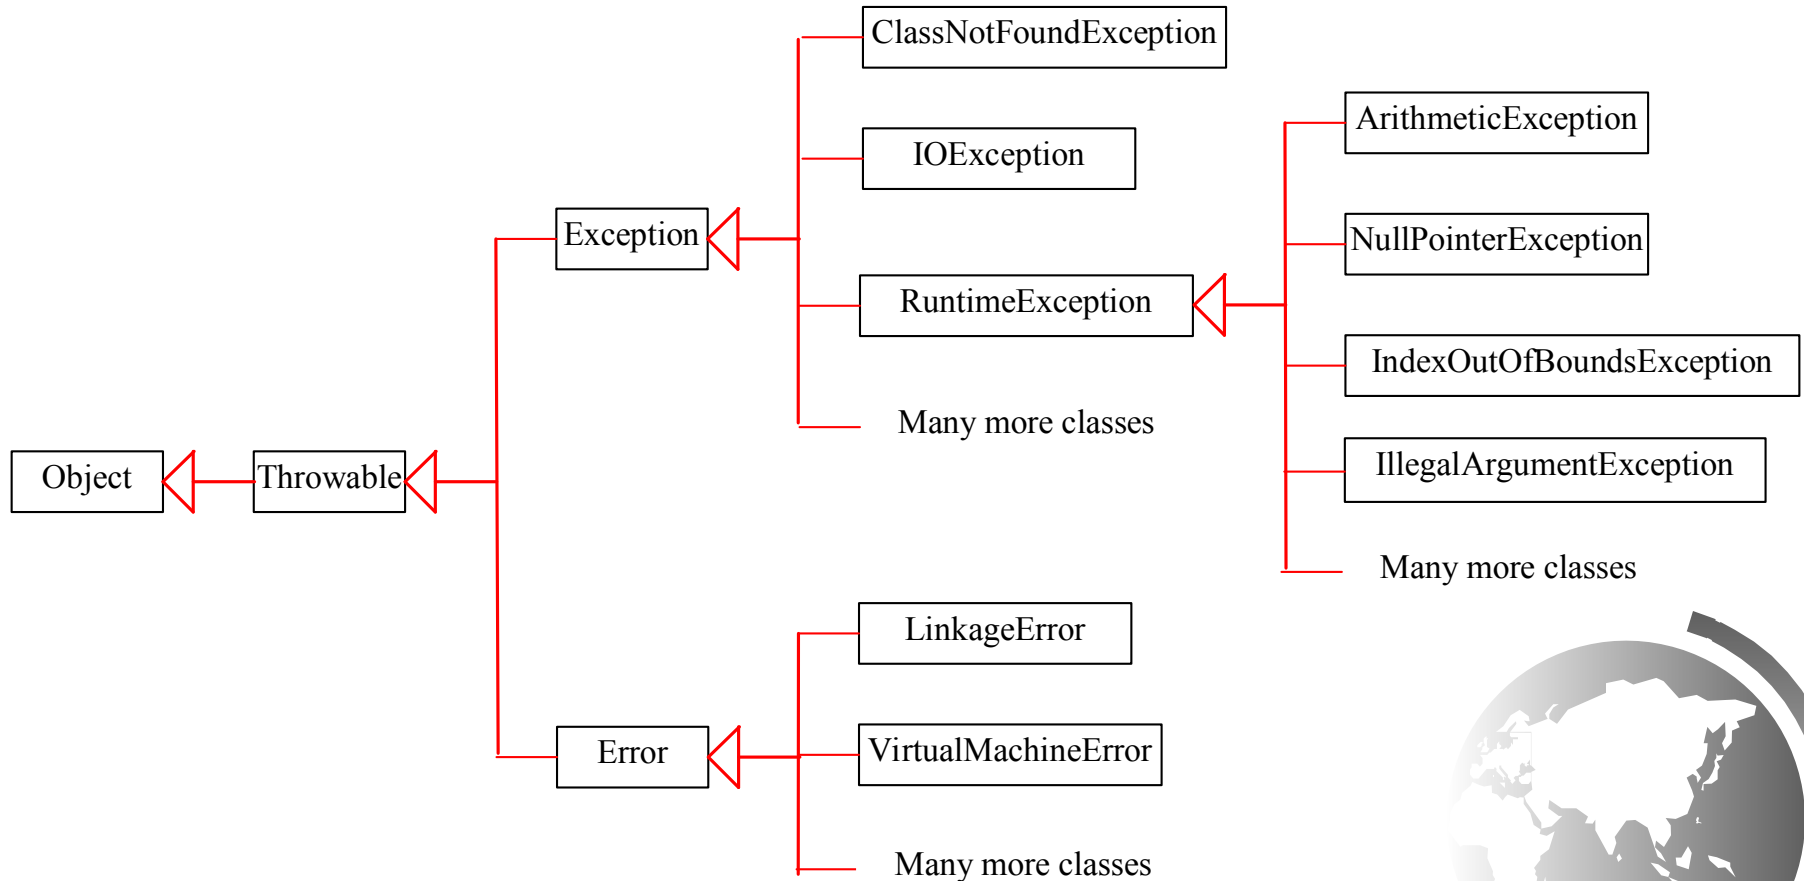 ClassNotFoundException
ArithmeticException
IOException
NullPointerException
Exception
RuntimeException
IndexOutOfBoundsException
Many more classes
Object
Throwable
IllegalArgumentException
Many more classes
LinkageError
Error
VirtualMachineError
Many more classes